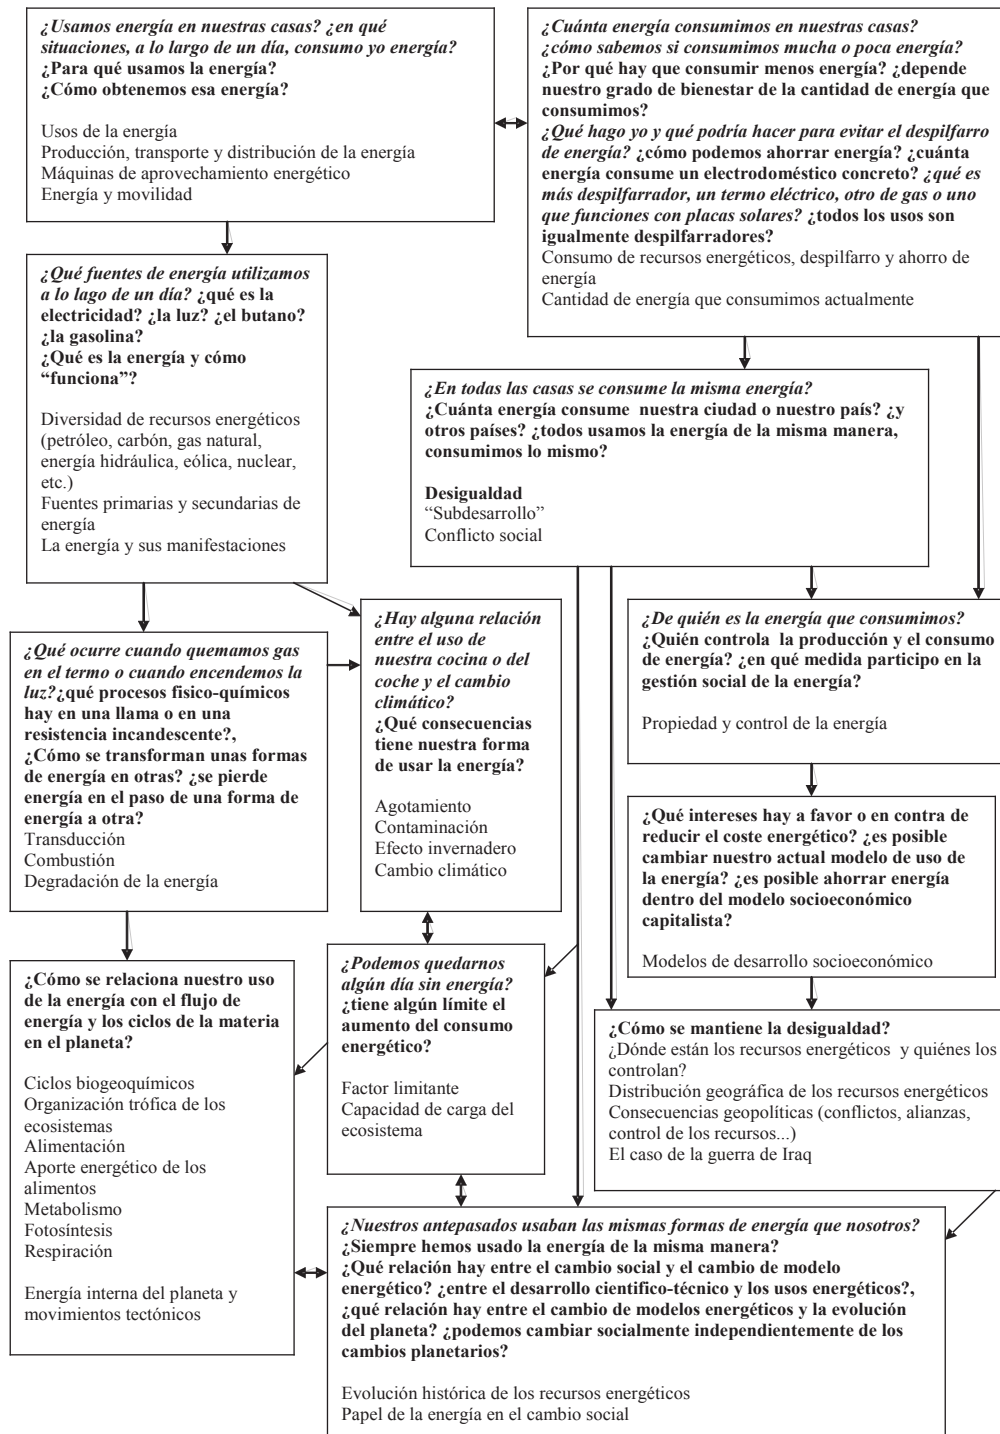 ¿Usamos energía en nuestras casas? ¿en qué
situaciones, a lo largo de un día, consumo yo energía?
¿Para qué usamos la energía?
¿Cómo obtenemos esa energía?
Usos de la energía
Producción, transporte y distribución de la energía
Máquinas de aprovechamiento energético
Energía y movilidad
¿Cuánta energía consumimos en nuestras casas?
¿cómo sabemos si consumimos mucha o poca energía?
¿Por qué hay que consumir menos energía? ¿depende
nuestro grado de bienestar de la cantidad de energía que
consumimos?
¿Qué hago yo y qué podría hacer para evitar el despilfarro
de energía? ¿cómo podemos ahorrar energía? ¿cuánta
energía consume un electrodoméstico concreto? ¿qué es
más despilfarrador, un termo eléctrico, otro de gas o uno
que funciones con placas solares? ¿todos los usos son
igualmente despilfarradores?
Consumo de recursos energéticos, despilfarro y ahorro de
energía
Cantidad de energía que consumimos actualmente
¿Qué fuentes de energía utilizamos
a lo lago de un día? ¿qué es la
electricidad? ¿la luz? ¿el butano?
¿la gasolina?
¿Qué es la energía y cómo
“funciona”?
Diversidad de recursos energéticos
(petróleo, carbón, gas natural,
energía hidráulica, eólica, nuclear,
etc.)
Fuentes primarias y secundarias de
energía
La energía y sus manifestaciones
¿En todas las casas se consume la misma energía?
¿Cuánta energía consume nuestra ciudad o nuestro país? ¿y
otros países? ¿todos usamos la energía de la misma manera,
consumimos lo mismo?
Desigualdad
“Subdesarrollo”
Conflicto social
¿Qué ocurre cuando quemamos gas
en el termo o cuando encendemos la
luz?¿qué procesos fisico-químicos
hay en una llama o en una
resistencia incandescente?,
¿Cómo se transforman unas formas
de energía en otras? ¿se pierde
energía en el paso de una forma de
energía a otra?
Transducción
Combustión
Degradación de la energía
¿Hay alguna relación
entre el uso de
nuestra cocina o del
coche y el cambio
climático?
¿Qué consecuencias
tiene nuestra forma
de usar la energía?
Agotamiento
Contaminación
Efecto invernadero
Cambio climático
¿De quién es la energía que consumimos?
¿Quién controla la producción y el consumo
de energía? ¿en qué medida participo en la
gestión social de la energía?
Propiedad y control de la energía
¿Qué intereses hay a favor o en contra de
reducir el coste energético? ¿es posible
cambiar nuestro actual modelo de uso de
la energía? ¿es posible ahorrar energía
dentro del modelo socioeconómico
capitalista?
Modelos de desarrollo socioeconómico
¿Cómo se relaciona nuestro uso
de la energía con el flujo de
energía y los ciclos de la materia
en el planeta?
Ciclos biogeoquímicos
Organización trófica de los
ecosistemas
Alimentación
Aporte energético de los
alimentos
Metabolismo
Fotosíntesis
Respiración
Energía interna del planeta y
movimientos tectónicos
¿Podemos quedarnos
algún día sin energía?
¿tiene algún límite el
aumento del consumo
energético?
Factor limitante
Capacidad de carga del
ecosistema
¿Cómo se mantiene la desigualdad?
¿Dónde están los recursos energéticos y quiénes los
controlan?
Distribución geográfica de los recursos energéticos
Consecuencias geopolíticas (conflictos, alianzas,
control de los recursos...)
El caso de la guerra de Iraq
¿Nuestros antepasados usaban las mismas formas de energía que nosotros?
¿Siempre hemos usado la energía de la misma manera?
¿Qué relación hay entre el cambio social y el cambio de modelo
energético? ¿entre el desarrollo cientifico-técnico y los usos energéticos?,
¿qué relación hay entre el cambio de modelos energéticos y la evolución
del planeta? ¿podemos cambiar socialmente independientemente de los
cambios planetarios?
Evolución histórica de los recursos energéticos
Papel de la energía en el cambio social